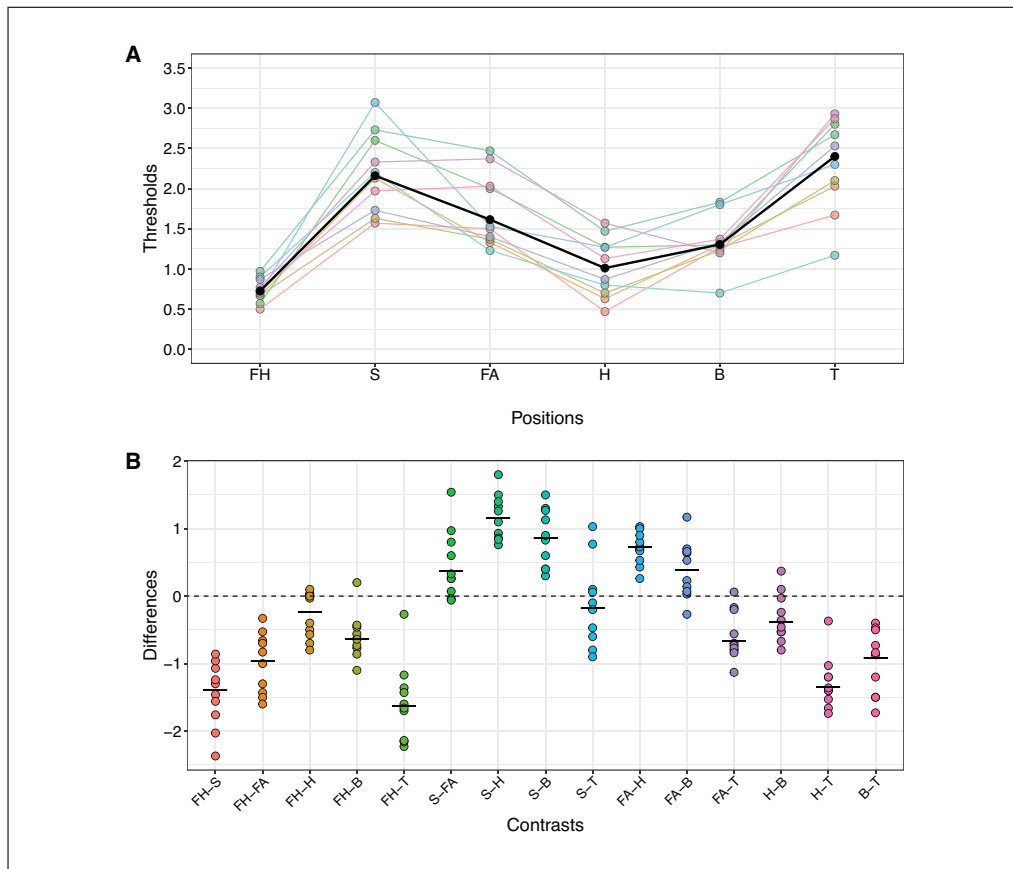 A
3.5
3.0
2.5
2.0
1.5
1.0
0.5
0.0
Thresholds
FH S FA H B T
Positions
B
2
1
0
−1
−2
Differences
FH−S FH−FA FH−H FH−B FH−T S−FA S−H S−B S−T FA−H FA−B FA−T H−B H−T B−T
Contrasts